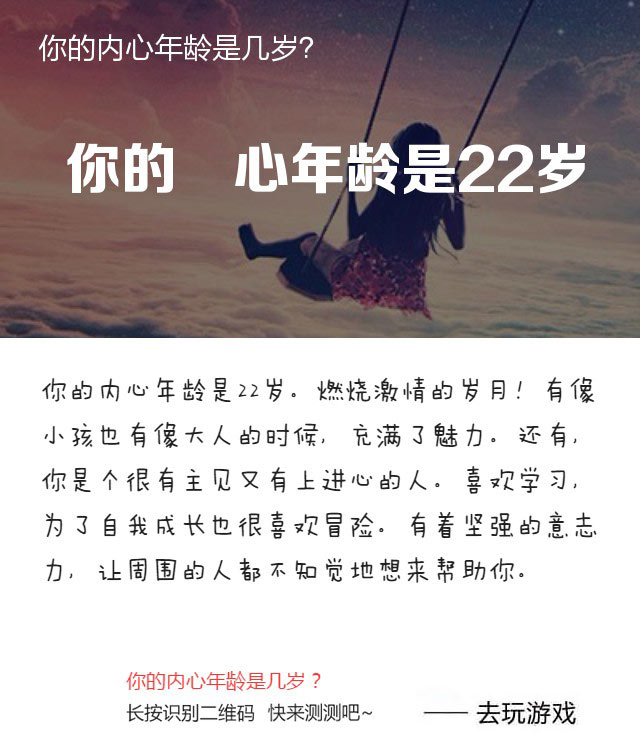 你的内心年龄是几岁?
你的 心年龄是22岁
你的内心年龄是22岁。燃烧激情的岁月！有像
小孩也有像大人的时候，充满了魅力。还有，
你是个很有主见又有上进心的人。喜欢学习，
为了自我成长也很喜欢冒险。有着坚强的意志
力，让周围的人都不知觉地想来帮助你。
你的内心年龄是几岁？
长按识别二维码 快来测测吧~
—— 去玩游戏